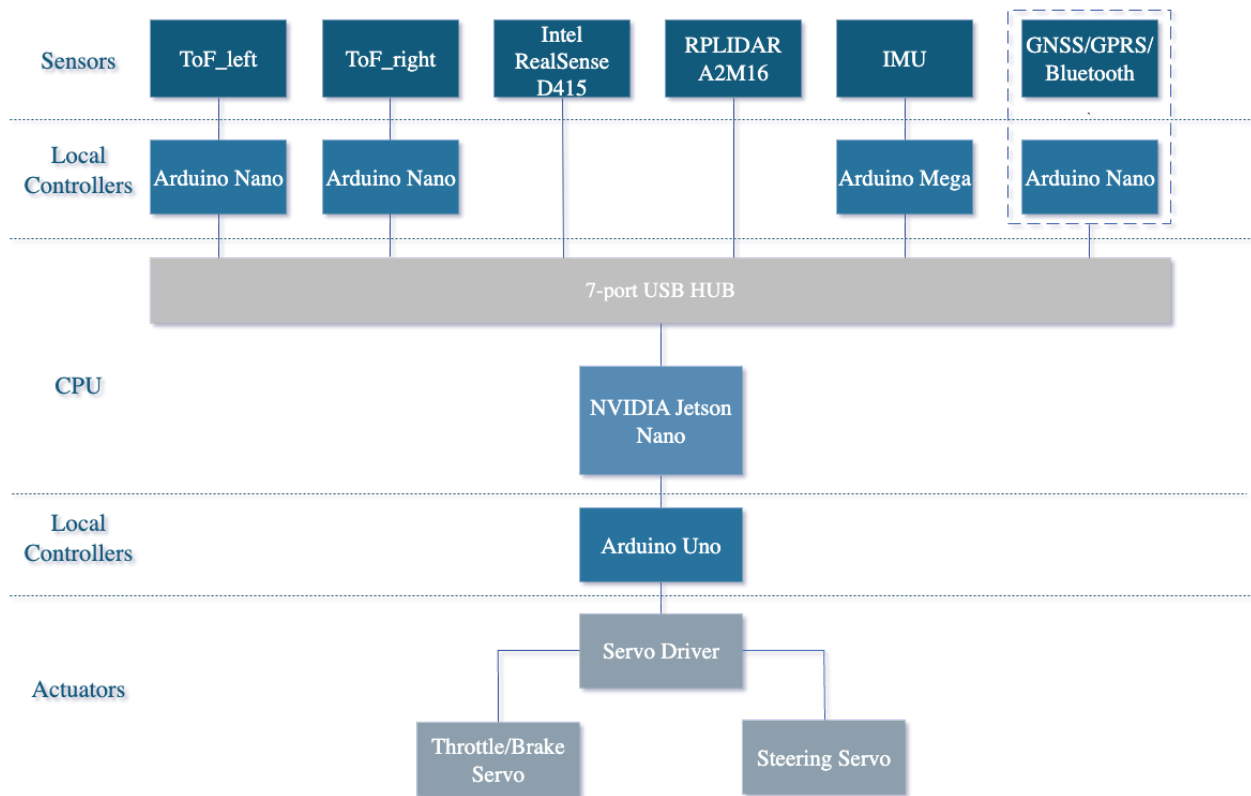 Sensors
ToF_left
ToF_right
Intel
RealSense
D415
RPLIDAR
A2M16
IMU
GNSS/GPRS/
Bluetooth
Local
Controllers
Arduino Nano
Arduino Nano
Arduino Mega
Arduino Nano
7-port USB HUB
CPU
NVIDIA Jetson
Nano
Local
Controllers
Arduino Uno
Actuators
Servo Driver
Throttle/Brake
Servo
Steering Servo